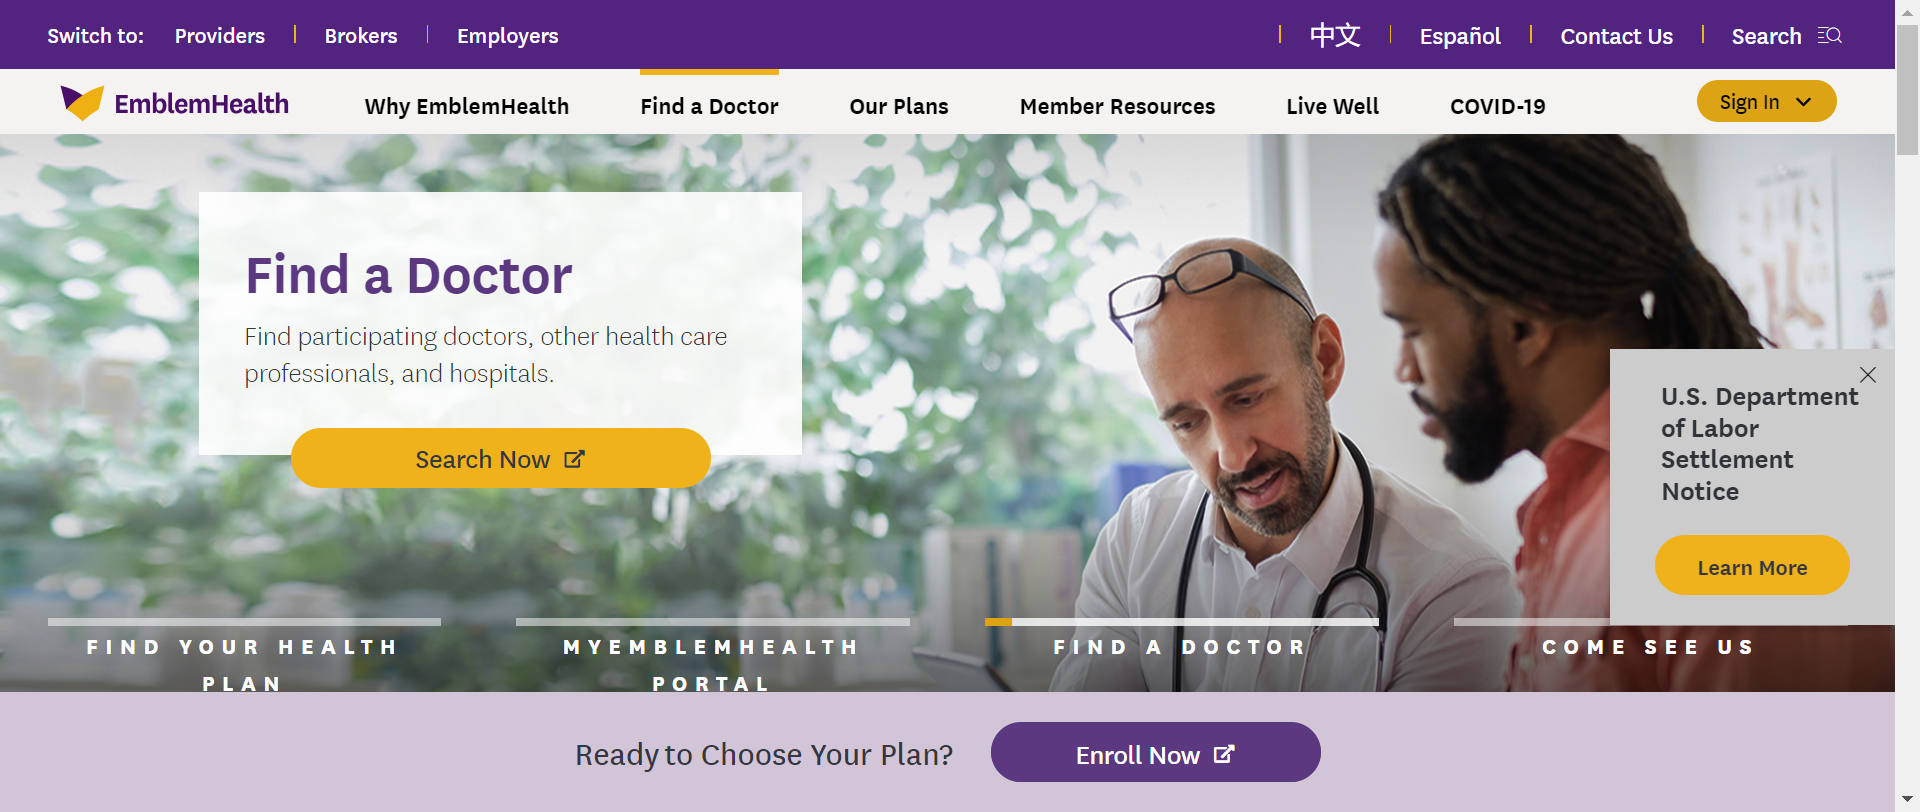 Switch to: Providers Brokers Employers 中文 Español Contact Us Search
EmblemHealth Why EmblemHealth Find a Doctor Our Plans Member Resources Live Well COVID-19 Sign In
Find a Doctor
Find participating doctors, other health care
professionals, and hospitals.
Search Now
U.S. Department
of Labor
Settlement
Notice
Learn More
FIND YOUR HEALTH
PLAN
MYEMBLEMHEALTH
PORTAL
FIND A DOCTOR
COME SEE US
Ready to Choose Your Plan? Enroll Now